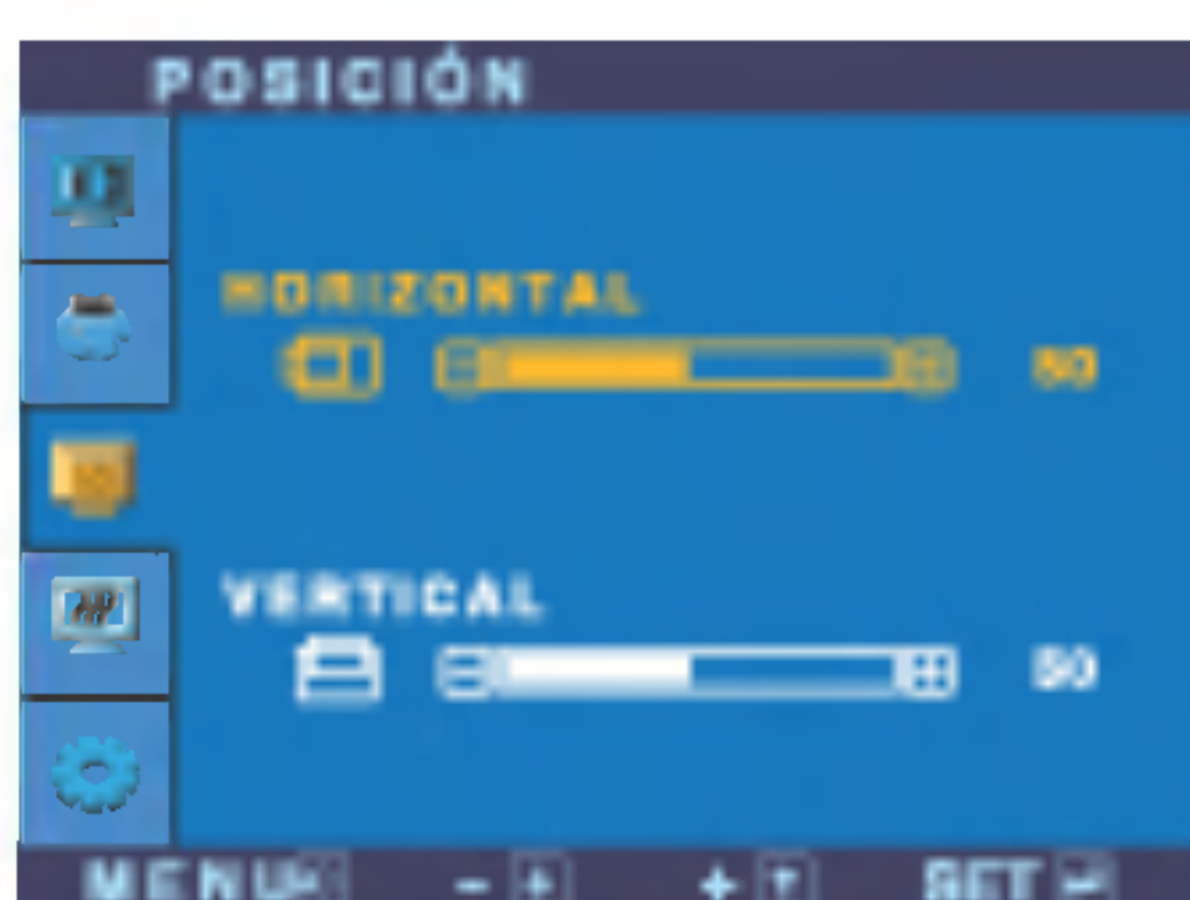 POSICIÓN
HORIZONTAL
50
VERTICAL
50
MENU - + SET